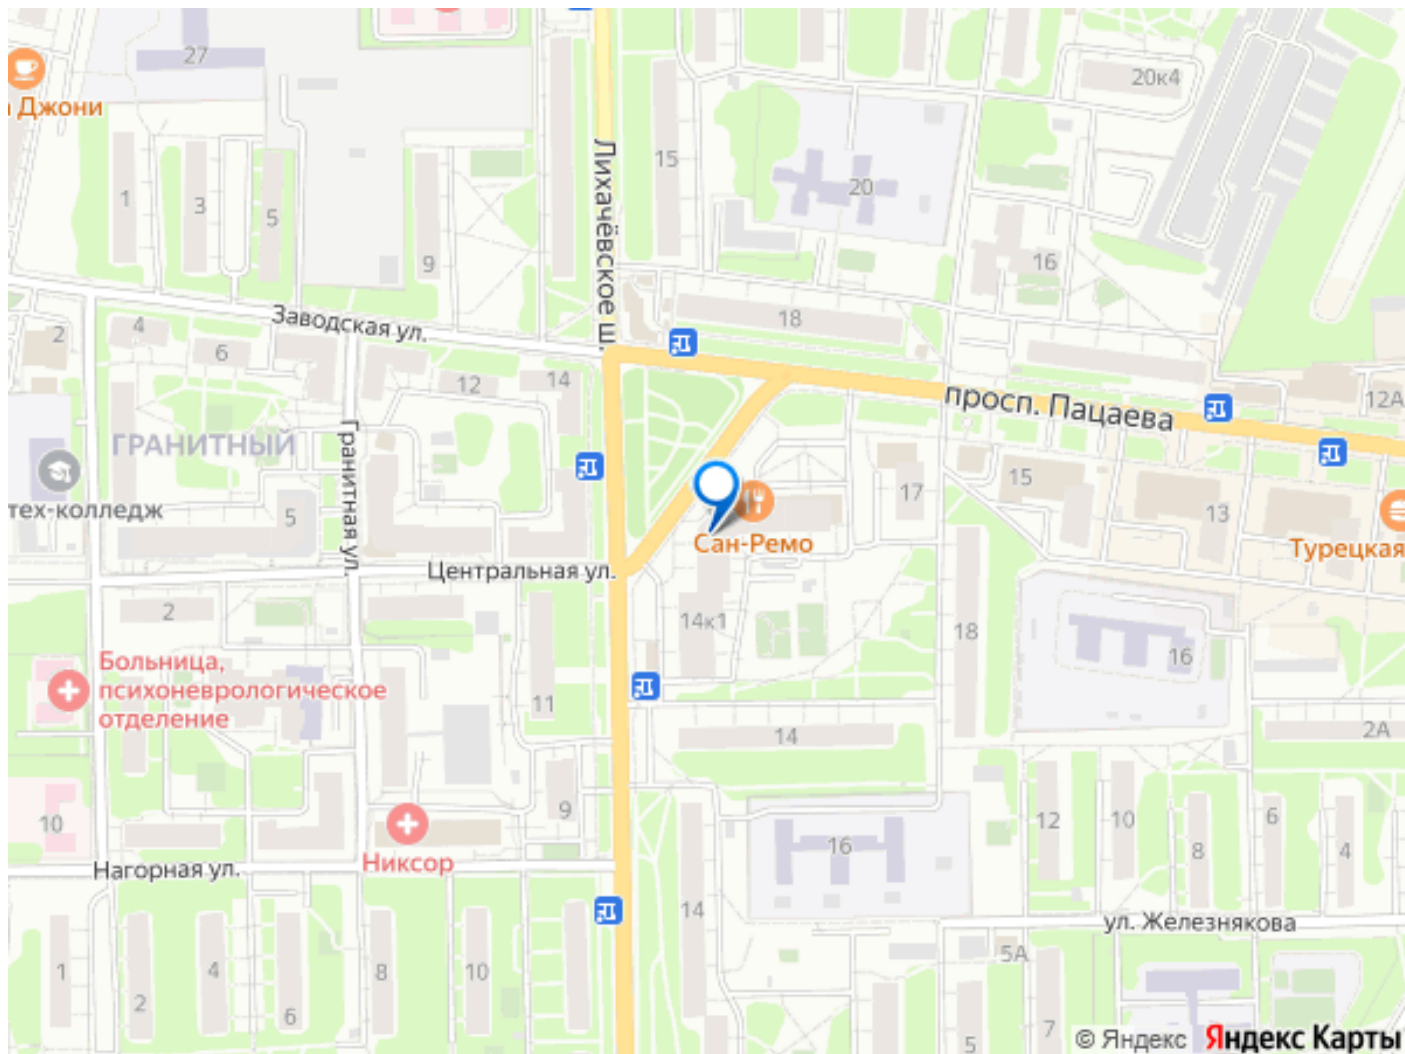 27
20к4
а Джони
Лихачёвское ш.
15
20
1
3
5
9
16
Заводская ул.
18
2
4
6
12
14
просп. Пацаева
12А
ГРАНИТНЫЙ
Гранитная ул.
15
17
13
тех-колледж
5
Сан-Ремо
Турецкая
Центральная ул.
2
14к1
18
16
Больница,
психоневрологическое
отделение
11
14
2А
10
9
12
10
8
6
4
16
Никсор
Нагорная ул.
14
ул. Железнякова
5А
1
2
4
6
8
10
5
7
© Яндекс Яндекс Карты